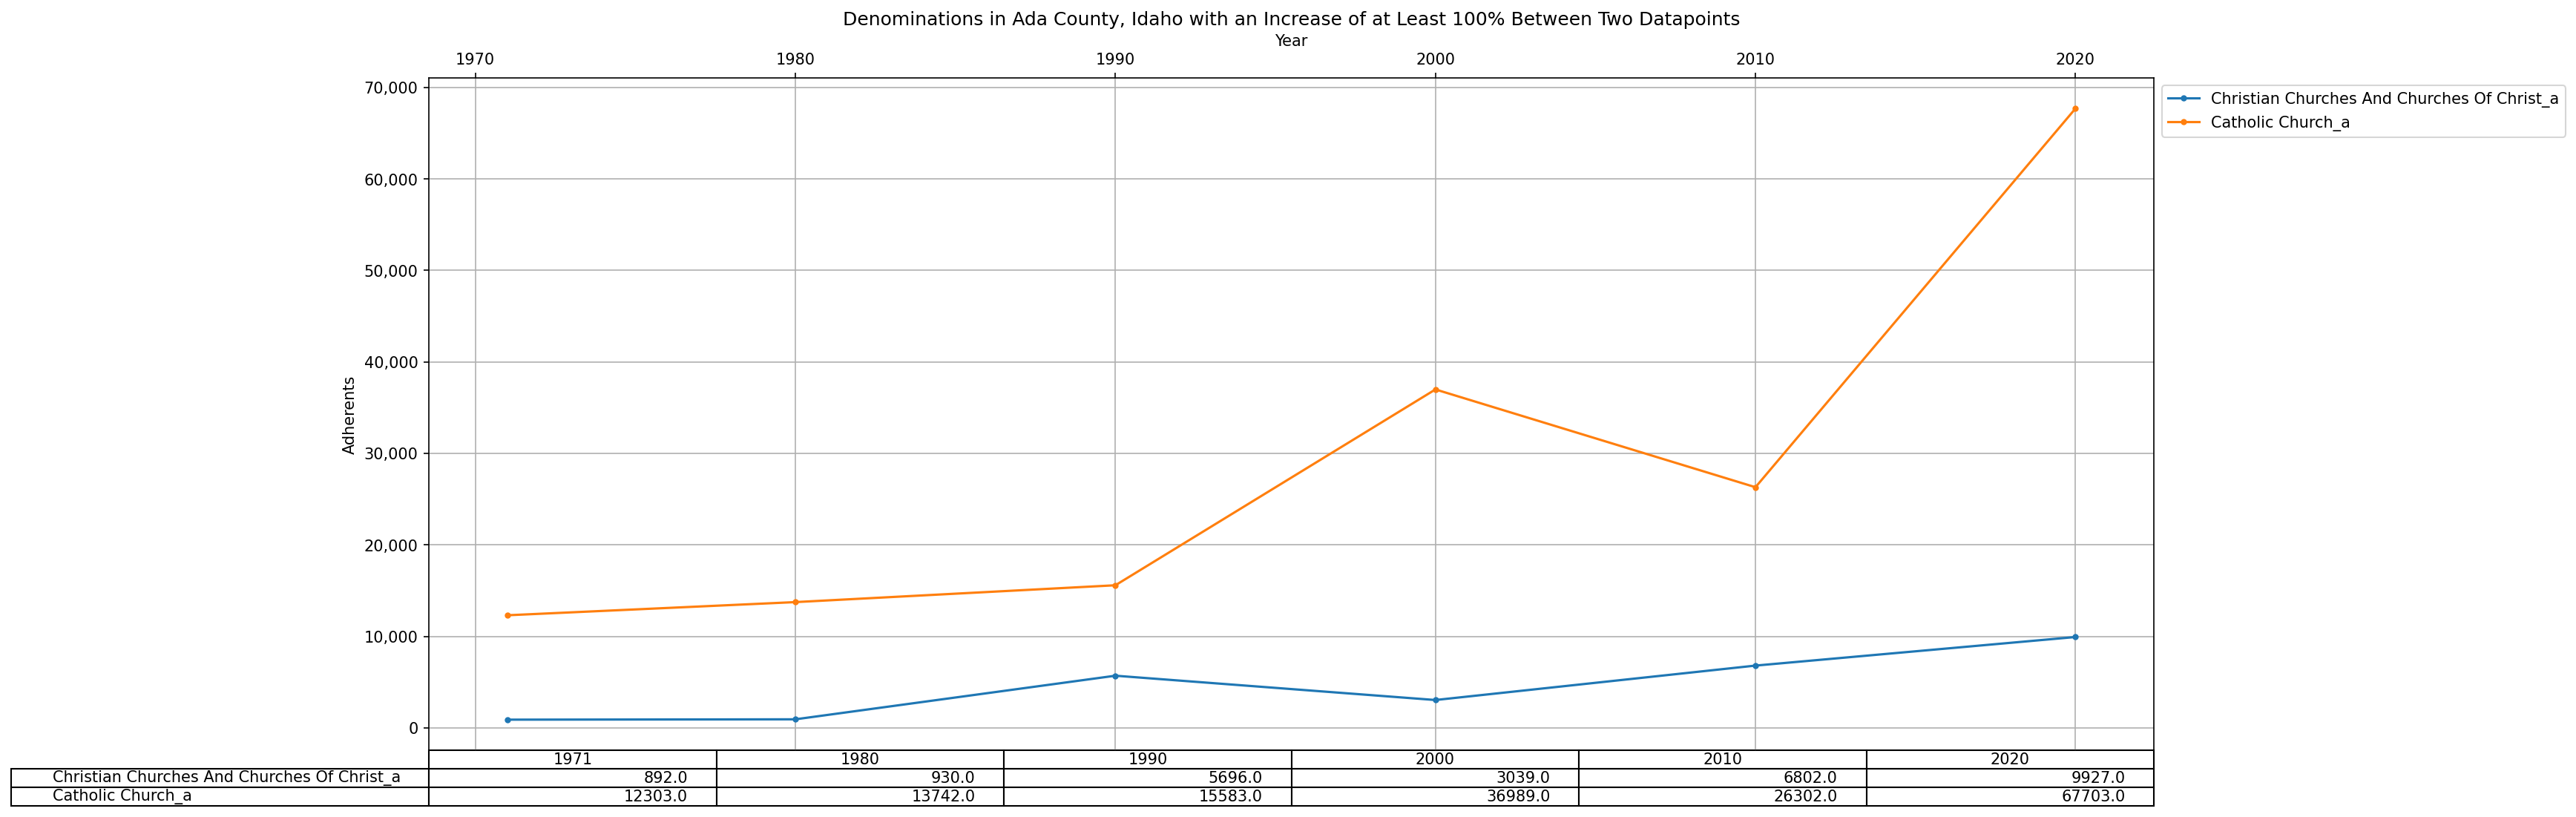 Denominations in Ada County, Idaho with an Increase of at Least 100% Between Two Datapoints
Year
1970 1980 1990 2000 2010 2020
70,000
60,000
50,000
40,000
30,000
20,000
10,000
0
Adherents
Christian Churches And Churches Of Christ_a
Catholic Church_a
1971 1980 1990 2000 2010 2020
Christian Churches And Churches Of Christ_a 892.0 930.0 5696.0 3039.0 6802.0 9927.0
Catholic Church_a 12303.0 13742.0 15583.0 36989.0 26302.0 67703.0